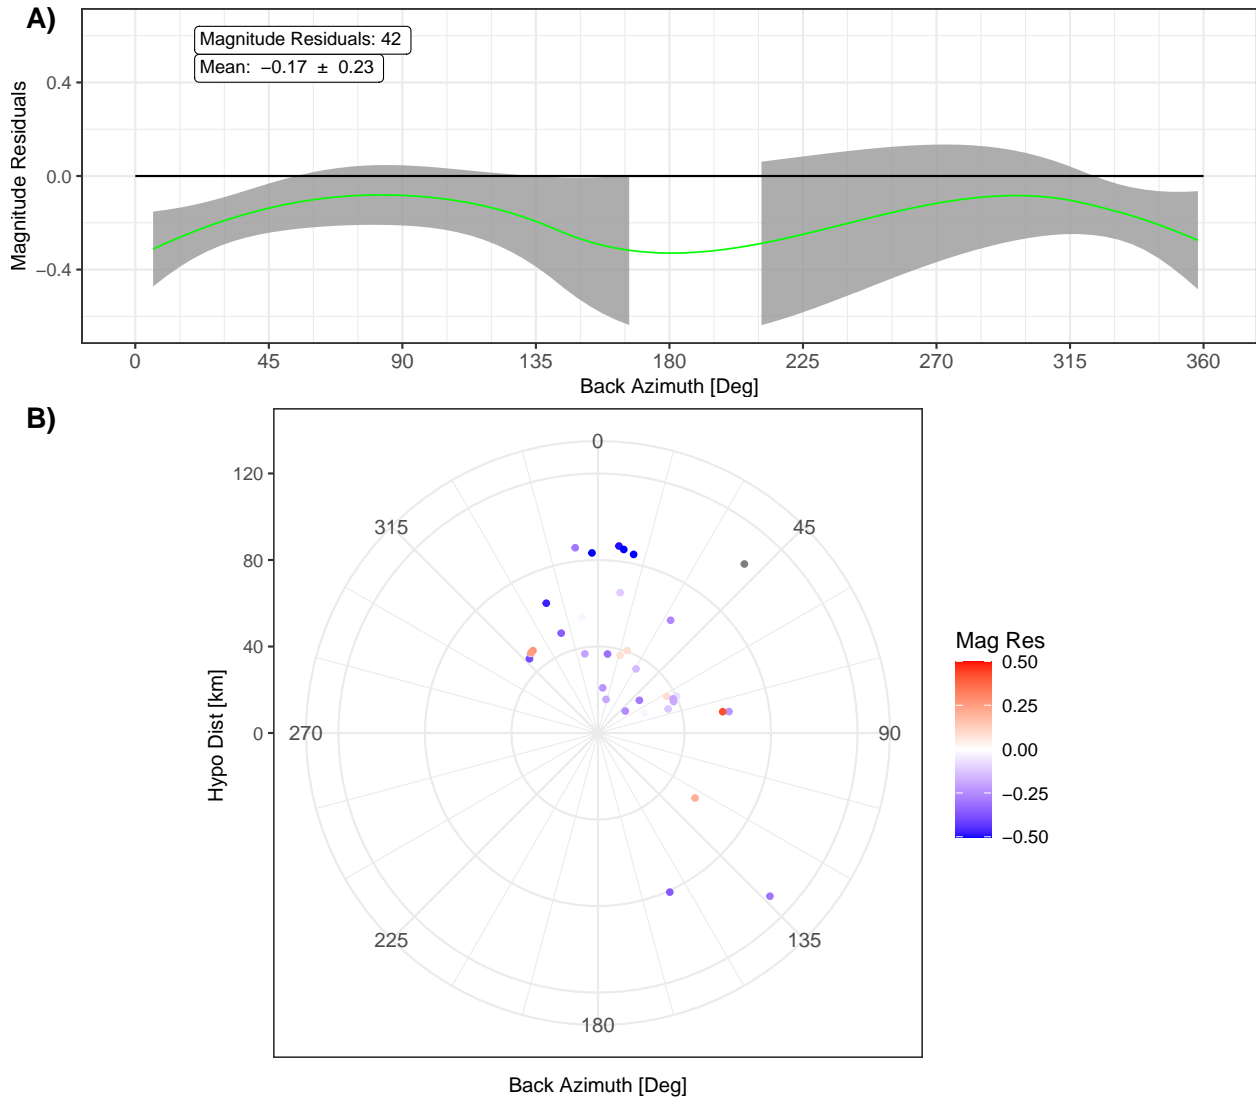 A)
Magnitude Residuals: 42
Mean: −0.17 ± 0.23
Magnitude Residuals
0.4
0.0
−0.4
0 45 90 135 180 225 270 315 360
Back Azimuth [Deg]
B)
Hypo Dist [km]
120
80
40
0
0
45
90
135
180
225
270
315
Back Azimuth [Deg]
Mag Res
0.50
0.25
0.00
−0.25
−0.50